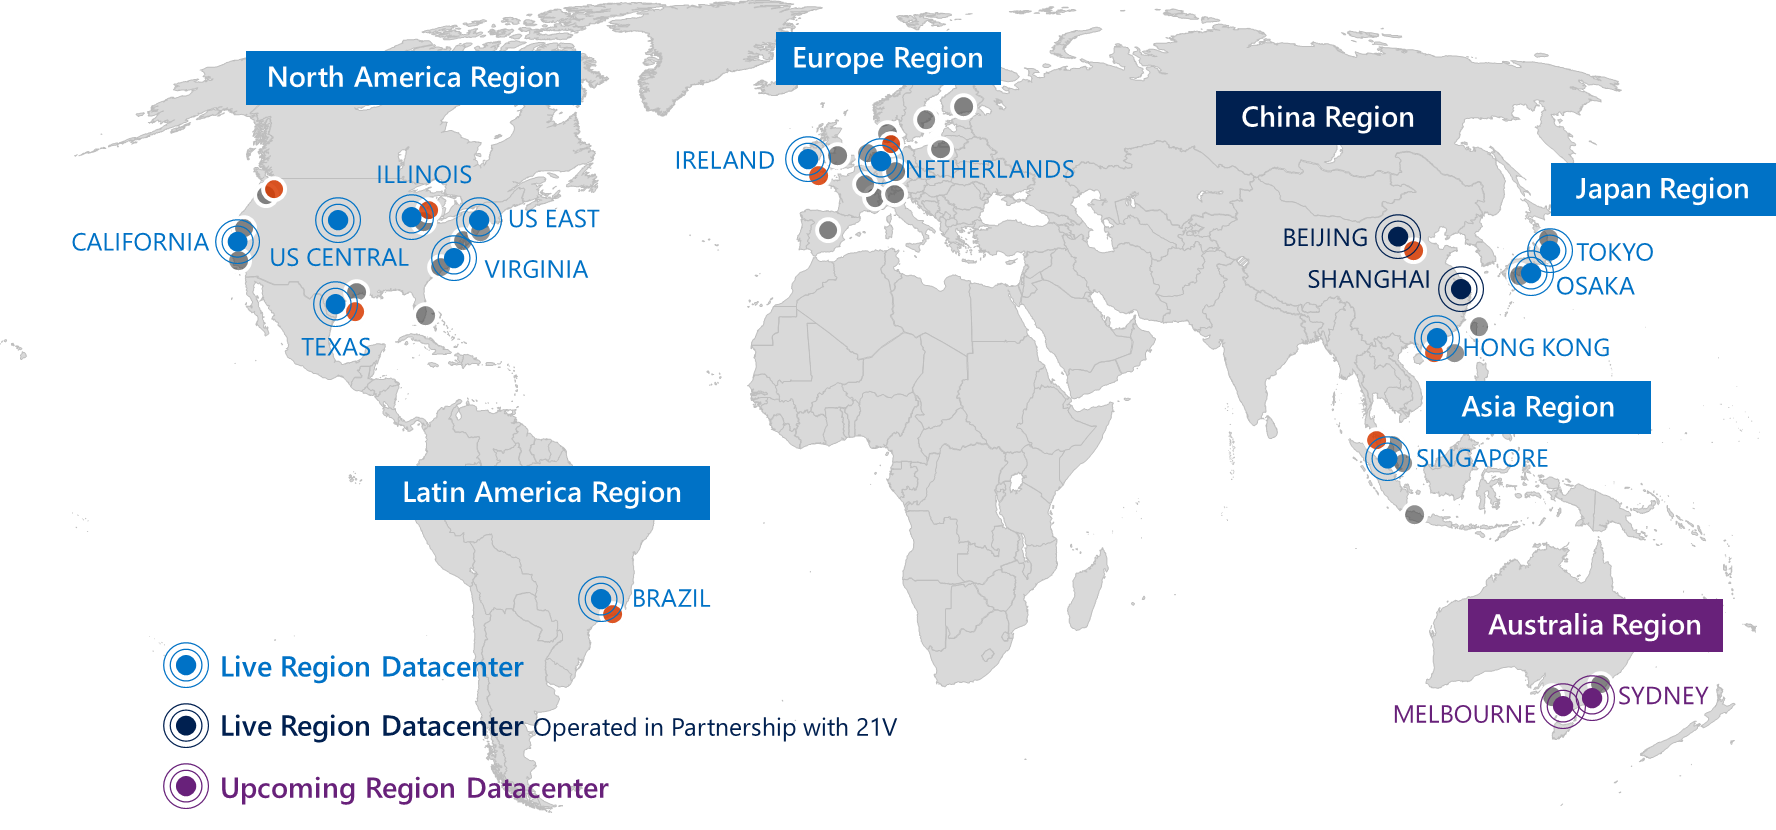 Europe Region
North America Region
China Region
IRELAND
NETHERLANDS
ILLINOIS
Japan Region
US EAST
CALIFORNIA
US CENTRAL
VIRGINIA
BEIJING
TOKYO
SHANGHAI
OSAKA
TEXAS
HONG KONG
Asia Region
SINGAPORE
Latin America Region
BRAZIL
Australia Region
SYDNEY
MELBOURNE
Live Region Datacenter
Live Region Datacenter Operated in Partnership with 21V
Upcoming Region Datacenter